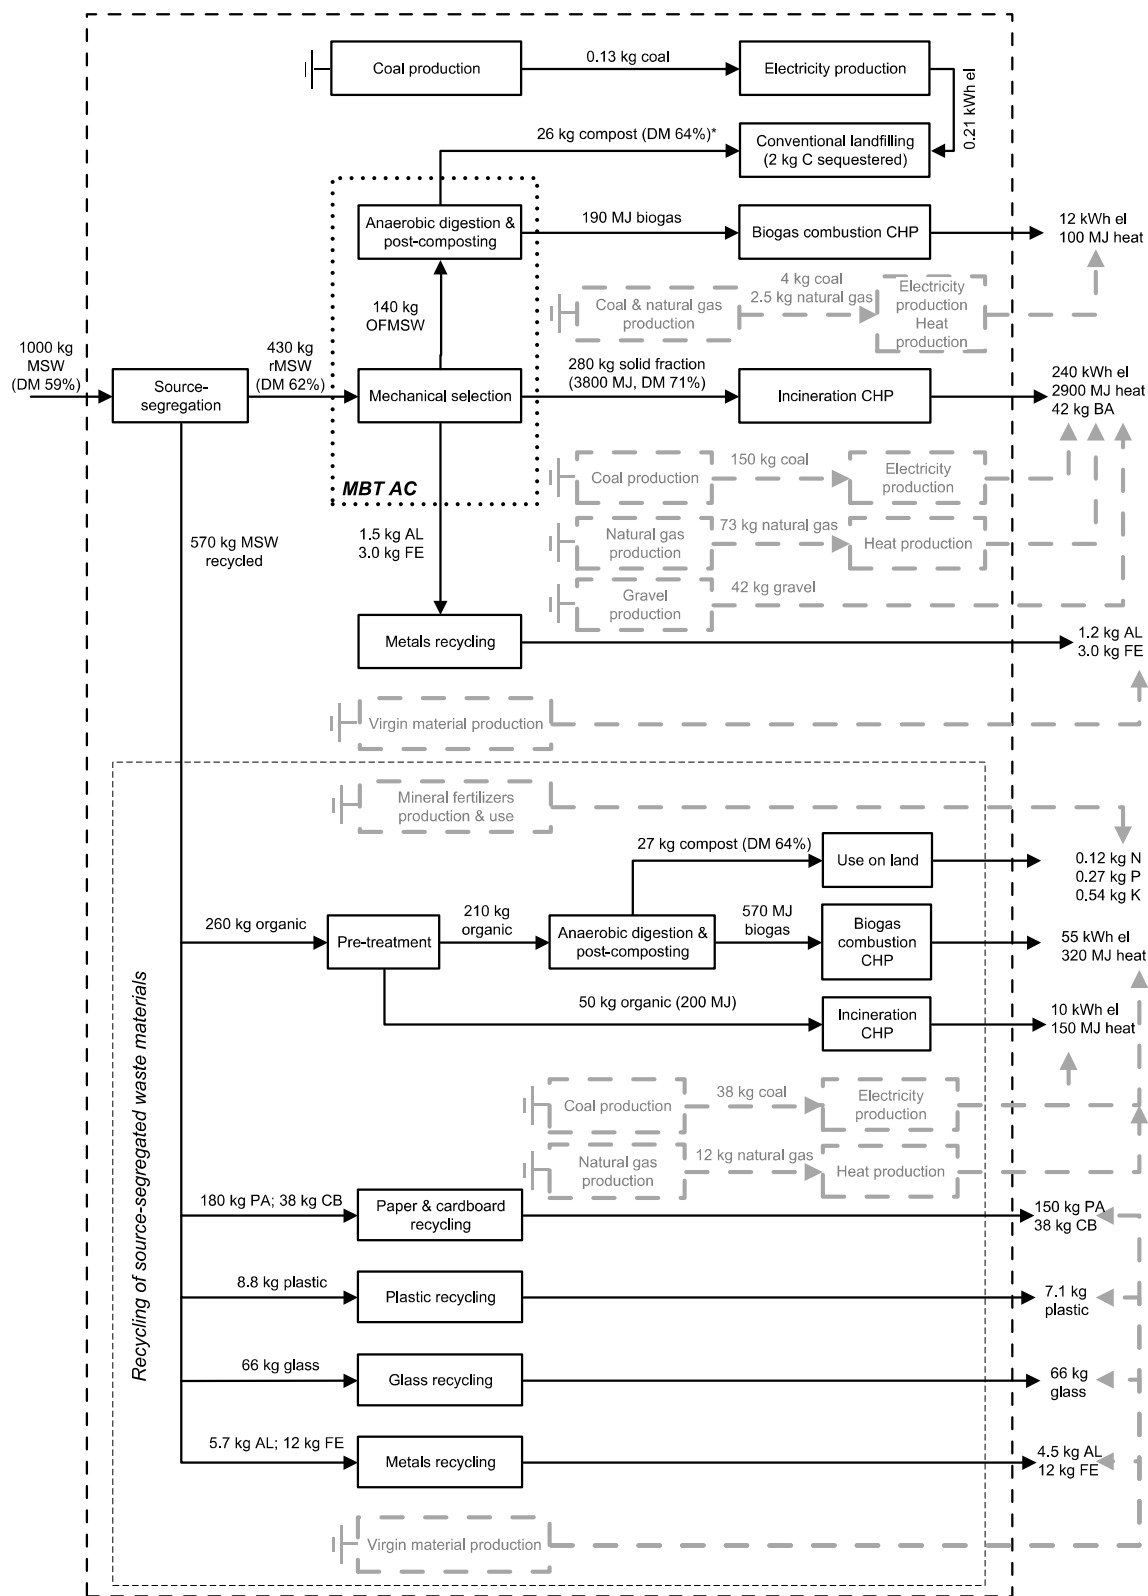 Coal production
0.13 kg coal
Electricity production
0.21 kWh el
26 kg compost (DM 64%)*
Conventional landfilling
(2 kg C sequestered)
Anaerobic digestion &
post-composting
190 MJ biogas
Biogas combustion CHP
12 kWh el
100 MJ heat
140 kg
OFMSW
Coal & natural gas
production
4 kg coal
2.5 kg natural gas
Electricity
production
Heat
production
1000 kg
MSW
(DM 59%)
Source-
segregation
430 kg
rMSW
(DM 62%)
Mechanical selection
280 kg solid fraction
(3800 MJ, DM 71%)
Incineration CHP
240 kWh el
2900 MJ heat
42 kg BA
MBT AC
Coal production
150 kg coal
Electricity
production
570 kg MSW
recycled
1.5 kg AL
3.0 kg FE
Natural gas
production
73 kg natural gas
Heat production
Gravel
production
42 kg gravel
Metals recycling
1.2 kg AL
3.0 kg FE
Virgin material production
Recycling of source-segregated waste materials
Mineral fertilizers
production & use
27 kg compost (DM 64%)
Use on land
0.12 kg N
0.27 kg P
0.54 kg K
260 kg organic
Pre-treatment
210 kg
organic
Anaerobic digestion &
post-composting
570 MJ
biogas
Biogas
combustion
CHP
55 kWh el
320 MJ heat
50 kg organic (200 MJ)
Incineration
CHP
10 kWh el
150 MJ heat
Coal production
38 kg coal
Electricity
production
Natural gas
production
12 kg natural gas
Heat production
180 kg PA; 38 kg CB
Paper & cardboard
recycling
150 kg PA
38 kg CB
8.8 kg plastic
Plastic recycling
7.1 kg
plastic
66 kg glass
Glass recycling
66 kg
glass
5.7 kg AL; 12 kg FE
Metals recycling
4.5 kg AL
12 kg FE
Virgin material production